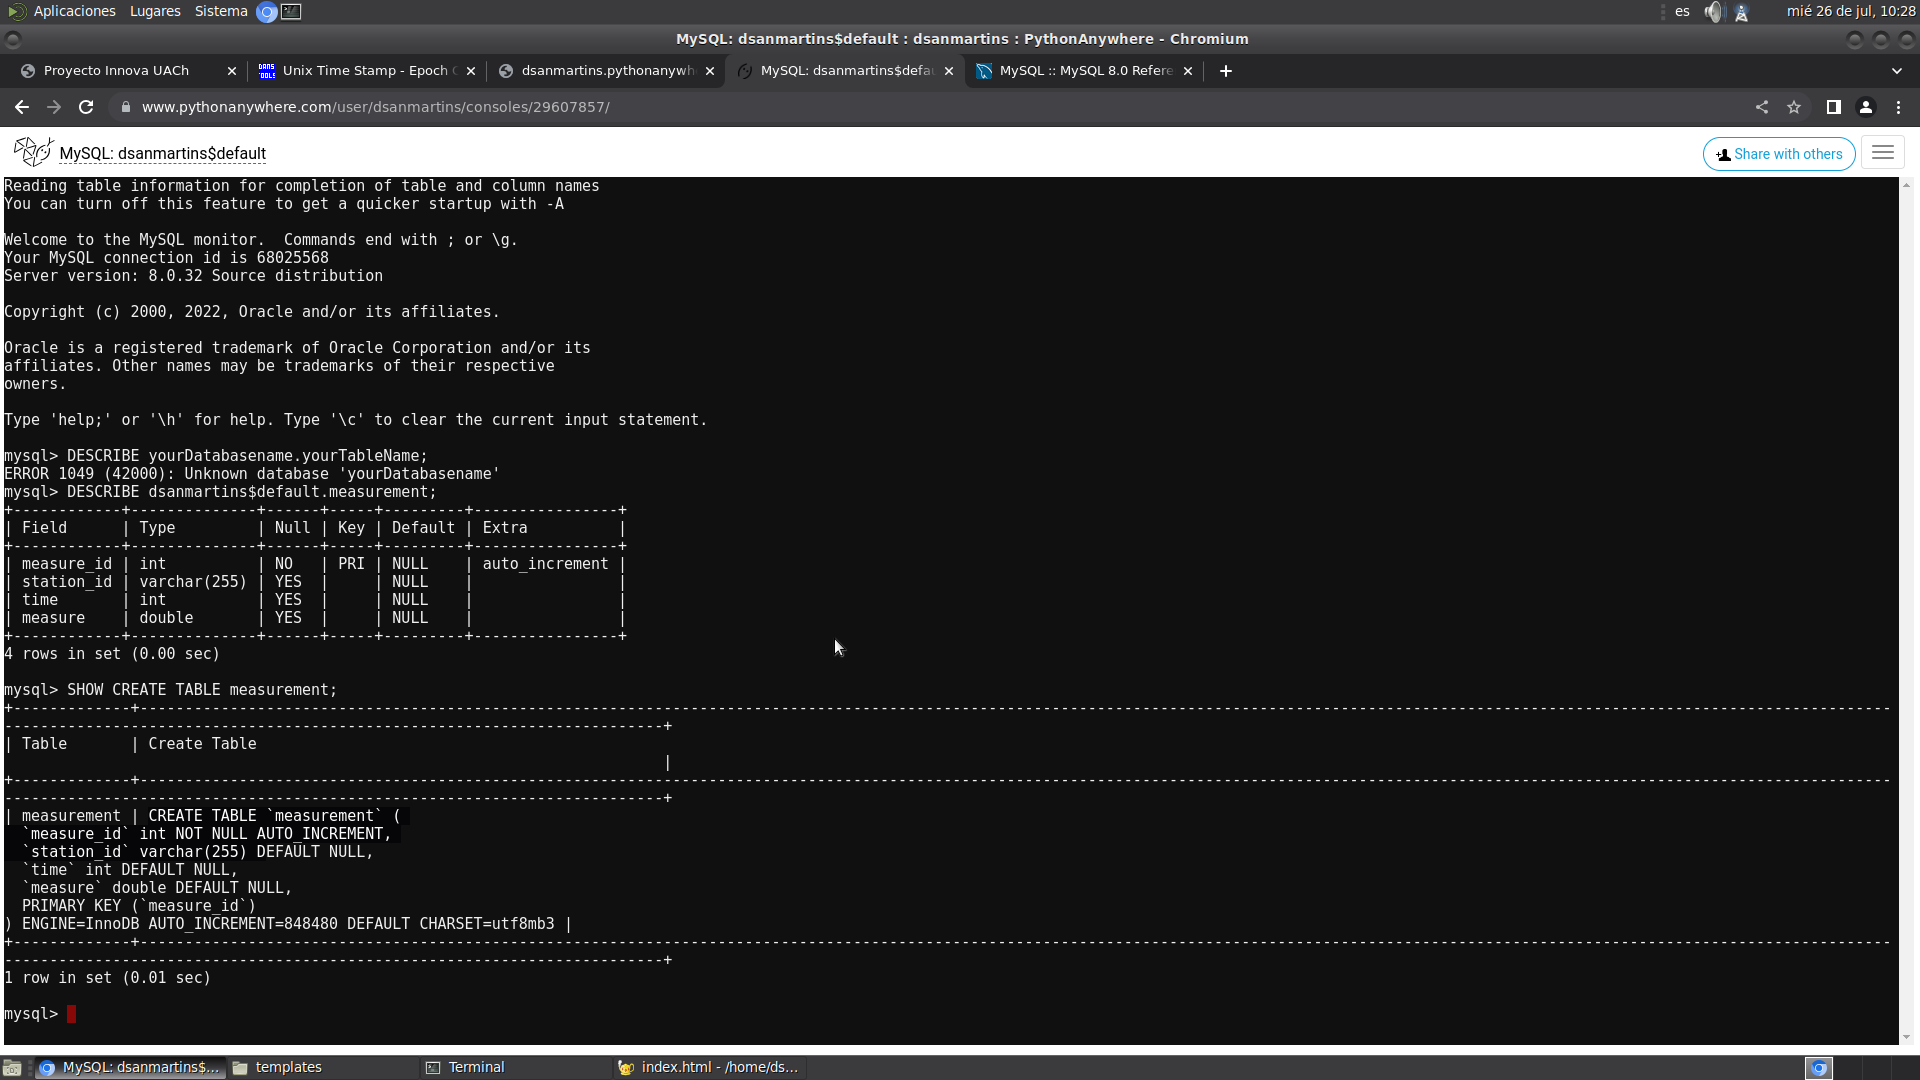 Aplicaciones Lugares Sistema es mié 26 de jul, 10:28
MySQL: dsanmartins$default : dsanmartins : PythonAnywhere - Chromium
Proyecto Innova UACh
DANS TOOLS
Unix Time Stamp - Epoch C
dsanmartins.pythonanywh
MySQL: dsanmartins$defau
MySQL :: MySQL 8.0 Refere
www.pythonanywhere.com/user/dsanmartins/consoles/29607857/
MySQL: dsanmartins$default
Share with others
Reading table information for completion of table and column names
You can turn off this feature to get a quicker startup with -A
Welcome to the MySQL monitor.  Commands end with ; or \g.
Your MySQL connection id is 68025568
Server version: 8.0.32 Source distribution
Copyright (c) 2000, 2022, Oracle and/or its affiliates.
Oracle is a registered trademark of Oracle Corporation and/or its
affiliates. Other names may be trademarks of their respective
owners.
Type 'help;' or '\h' for help. Type '\c' to clear the current input statement.
mysql> DESCRIBE yourDatabasename.yourTableName;
ERROR 1049 (42000): Unknown database 'yourDatabasename'
mysql> DESCRIBE dsanmartins$default.measurement;
+------------+--------------+------+-----+---------+----------------+
| Field      | Type         | Null | Key | Default | Extra          |
+------------+--------------+------+-----+---------+----------------+
| measure_id | int          | NO   | PRI | NULL    | auto_increment |
| station_id | varchar(255) | YES  |     | NULL    |                |
| time       | int          | YES  |     | NULL    |                |
| measure    | double       | YES  |     | NULL    |                |
+------------+--------------+------+-----+---------+----------------+
4 rows in set (0.00 sec)
mysql> SHOW CREATE TABLE measurement;
| Table       | Create Table
|
| measurement | CREATE TABLE `measurement` (
  `measure_id` int NOT NULL AUTO_INCREMENT,
  `station_id` varchar(255) DEFAULT NULL,
  `time` int DEFAULT NULL,
  `measure` double DEFAULT NULL,
  PRIMARY KEY (`measure_id`)
) ENGINE=InnoDB AUTO_INCREMENT=848480 DEFAULT CHARSET=utf8mb3 |
1 row in set (0.01 sec)
mysql>
MySQL: dsanmartins$... templates Terminal index.html - /home/ds...